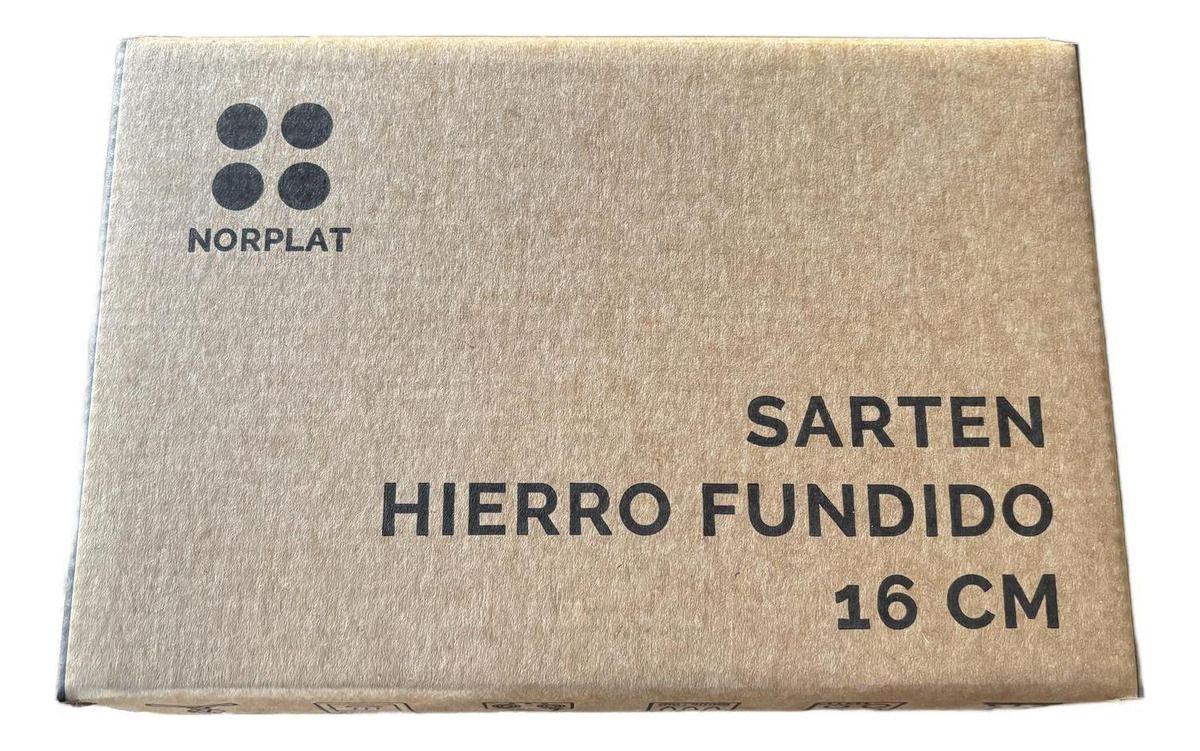 NORPLAT
SARTEN
HIERRO FUNDIDO
16 CM